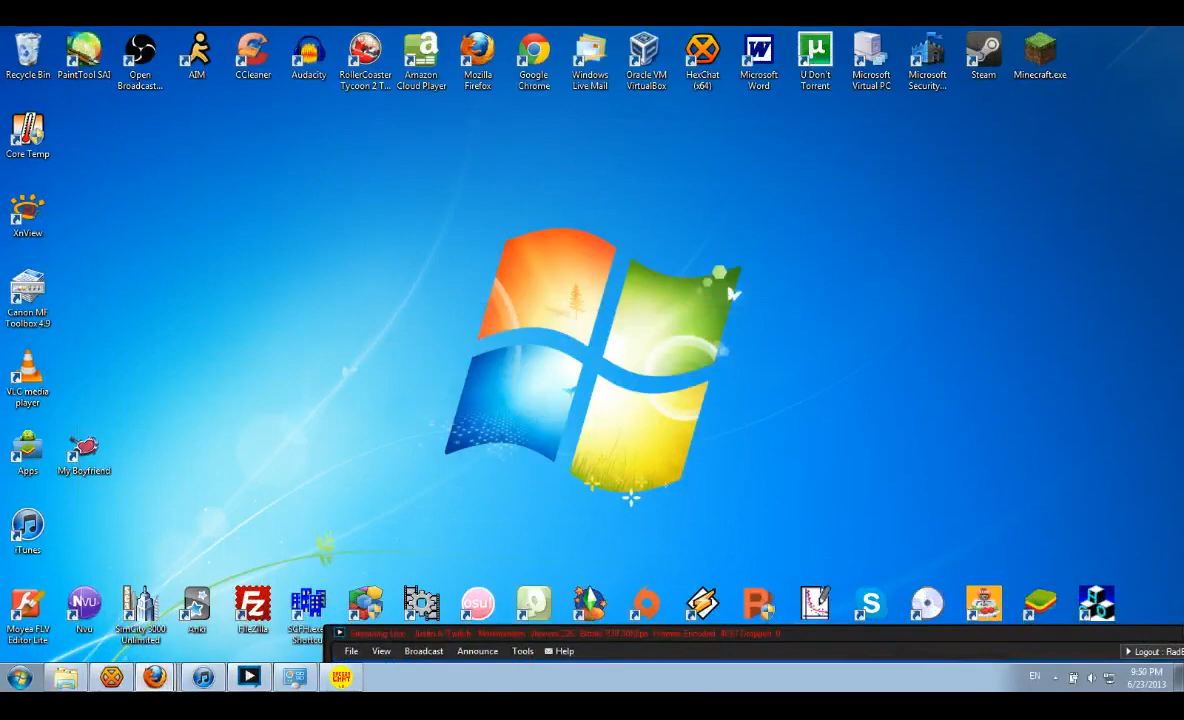 Recycle Bin
PaintTool SAI
Open
Broadcast...
AIM
CCleaner
Audacity
RollerCoaster
Tycoon 2 T...
Amazon
Cloud Player
Mozilla
Firefox
Google
Chrome
Windows
Live Mail
Oracle VM
VirtualBox
HexChat
(x64)
Microsoft
Word
U Don't
Torrent
Microsoft
Virtual PC
Microsoft
Security...
Steam
Minecraft.exe
Core Temp
XnView
Canon MF
Toolbox 4.9
VLC media
player
Apps
My Boyfriend
iTunes
Moyea FLV
Editor Lite
Nvu
SimCity 3000
Unlimited
Anki
FileZilla
Shortcut
osu!
File View Broadcast Announce Tools Help
Logout : RadE
EN
9:50 PM
6/23/2013